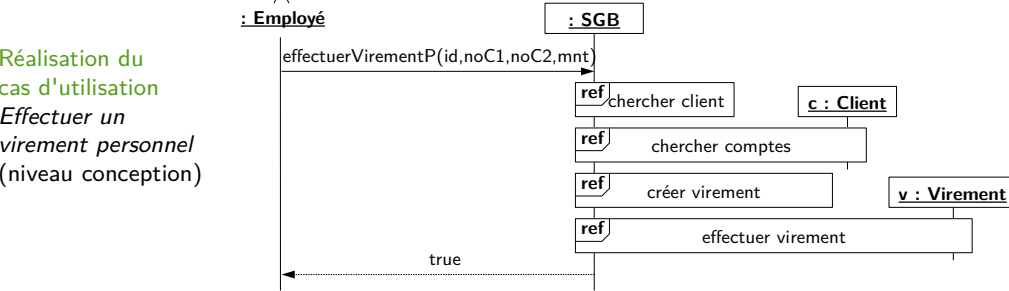 : Employé
: SGB
effectuerVirementP(id,noC1,noC2,mnt)
Réalisation du
cas d'utilisation
Effectuer un
virement personnel
(niveau conception)
ref
chercher client
c : Client
ref
chercher comptes
ref
créer virement
v : Virement
ref
effectuer virement
true